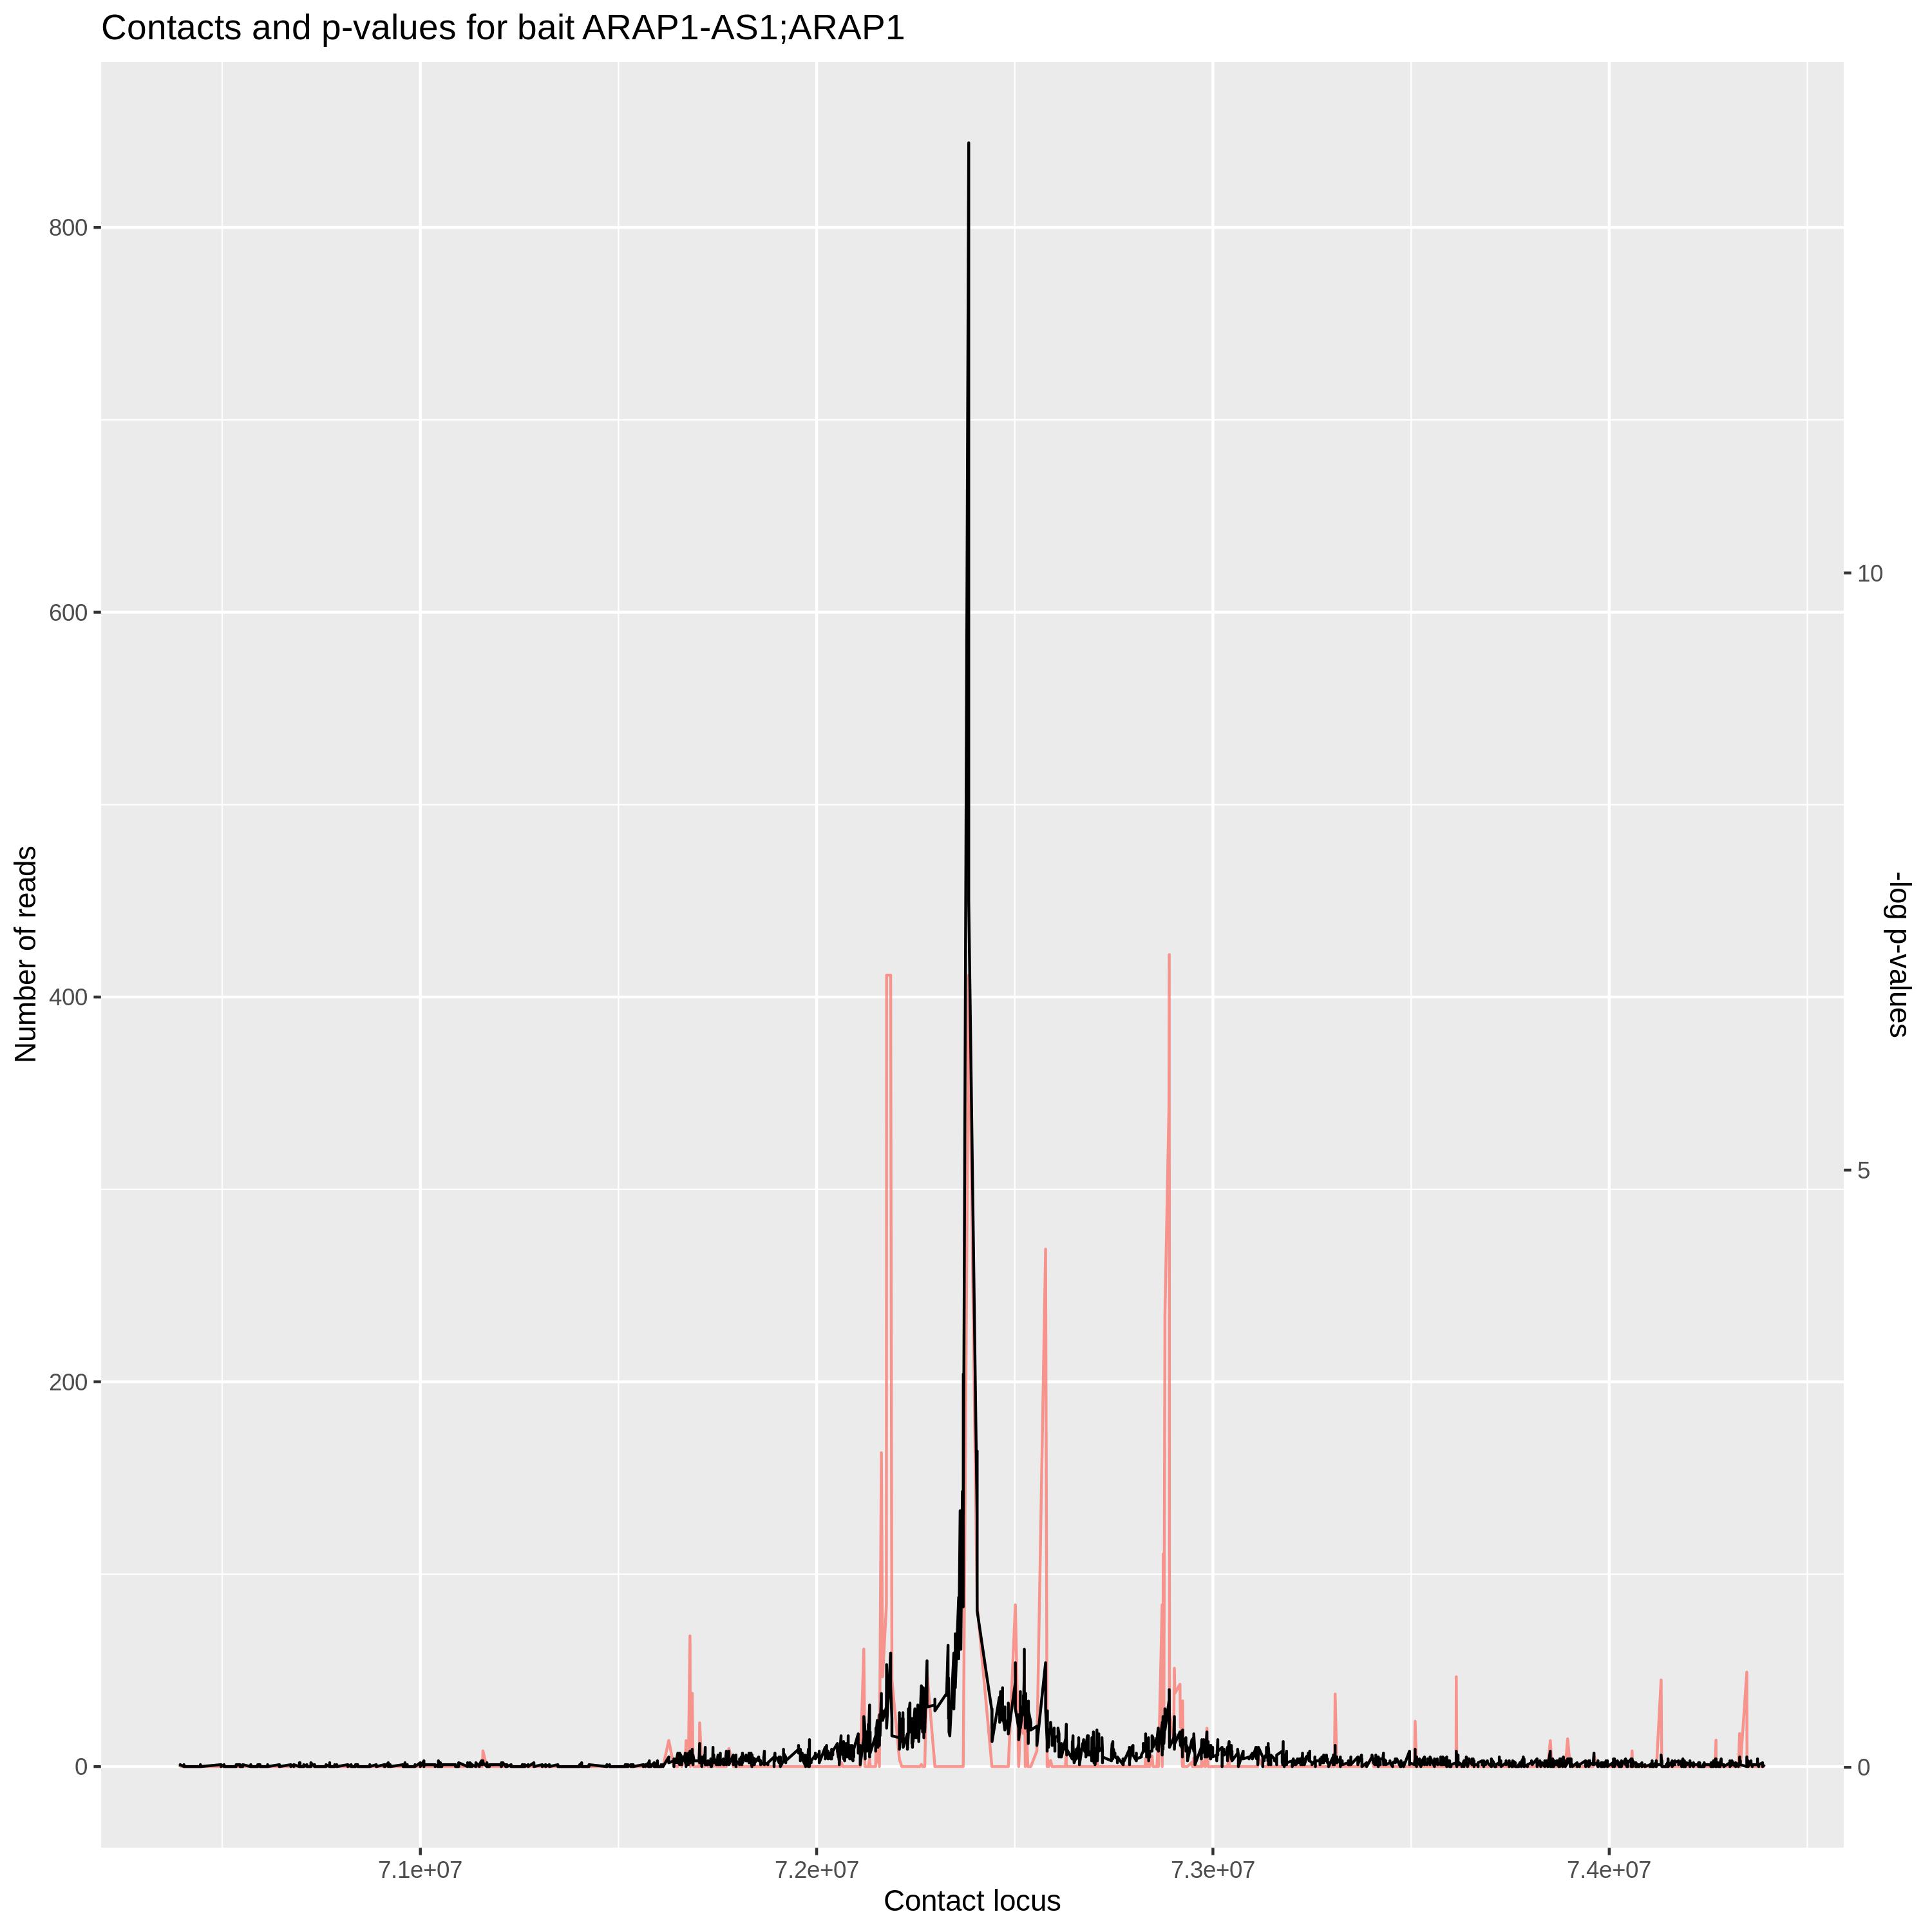 Contacts and p-values for bait ARAP1-AS1;ARAP1
800
600
400
200
0
Number of reads
10
5
0
-log p-values
7.1e+07
7.2e+07
7.3e+07
7.4e+07
Contact locus